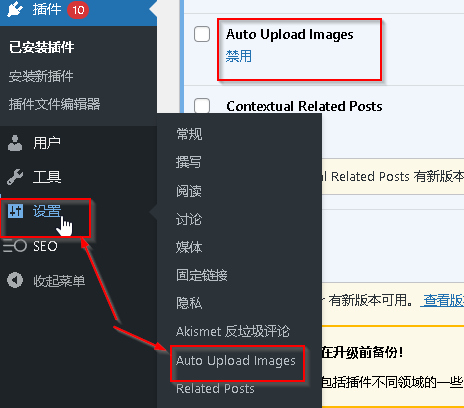 插件 10
已安装插件
安装新插件
插件文件编辑器
用户
工具
设置
SEO
收起菜单
常规
撰写
阅读
讨论
媒体
固定链接
隐私
Akismet 反垃圾评论
Auto Upload Images
Related Posts
Auto Upload Images
禁用
Contextual Related Posts
Related Posts 有新版
有新版本可用。 查看版
在升级前备份!
包括插件不同领域的一些